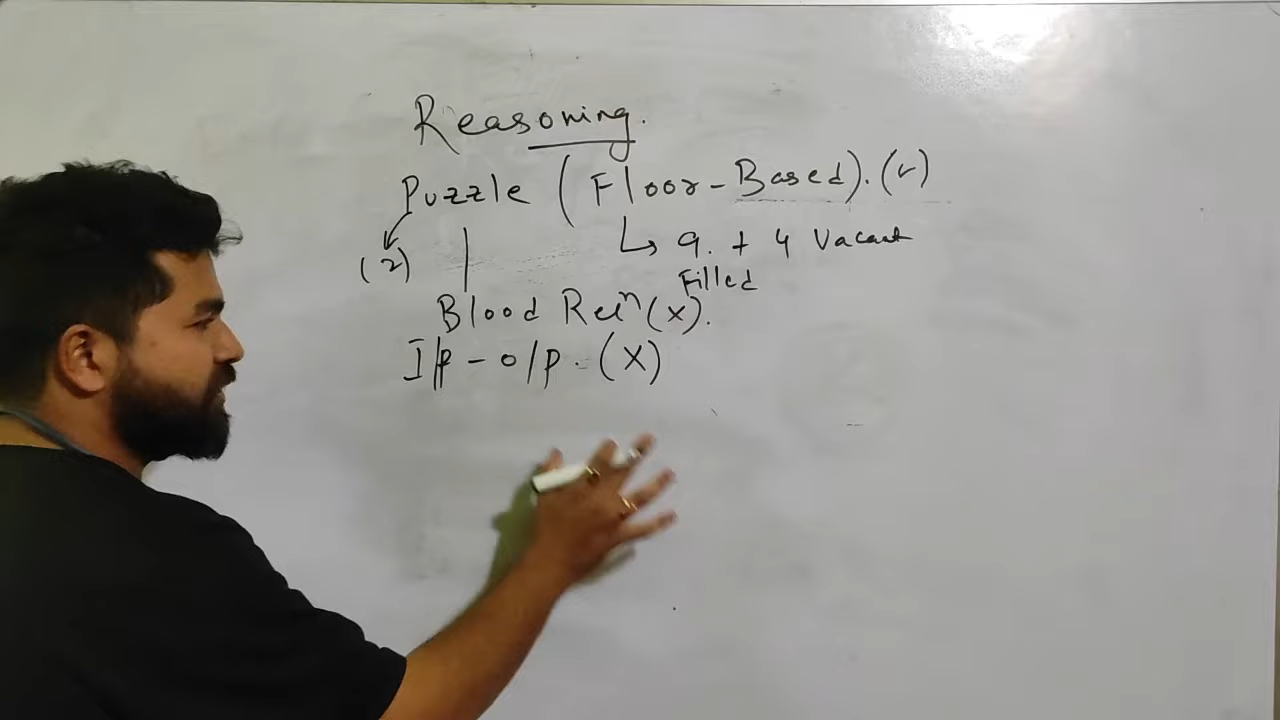 Reasoning.
Puzzle (Floor-Based). (✓)
(2) ↳ 9. + 4 Vacant
Filled
Blood Relⁿ (X).
I/p - o/p. (X)